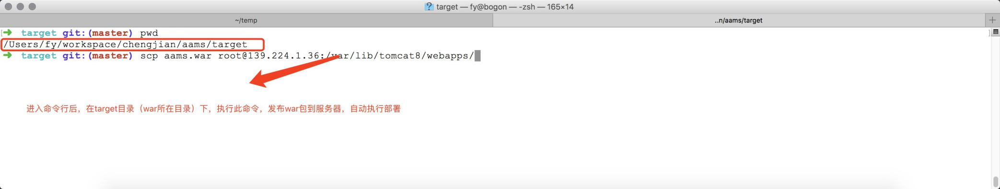 target — fy@bogon — -zsh — 165×14
~/temp
..n/aams/target
➜ target git:(master) pwd
/Users/fy/workspace/chengjian/aams/target
➜ target git:(master) scp aams.war root@139.224.1.36:/var/lib/tomcat8/webapps/
进入命令行后，在target目录（war所在目录）下，执行此命令，发布war包到服务器，自动执行部署